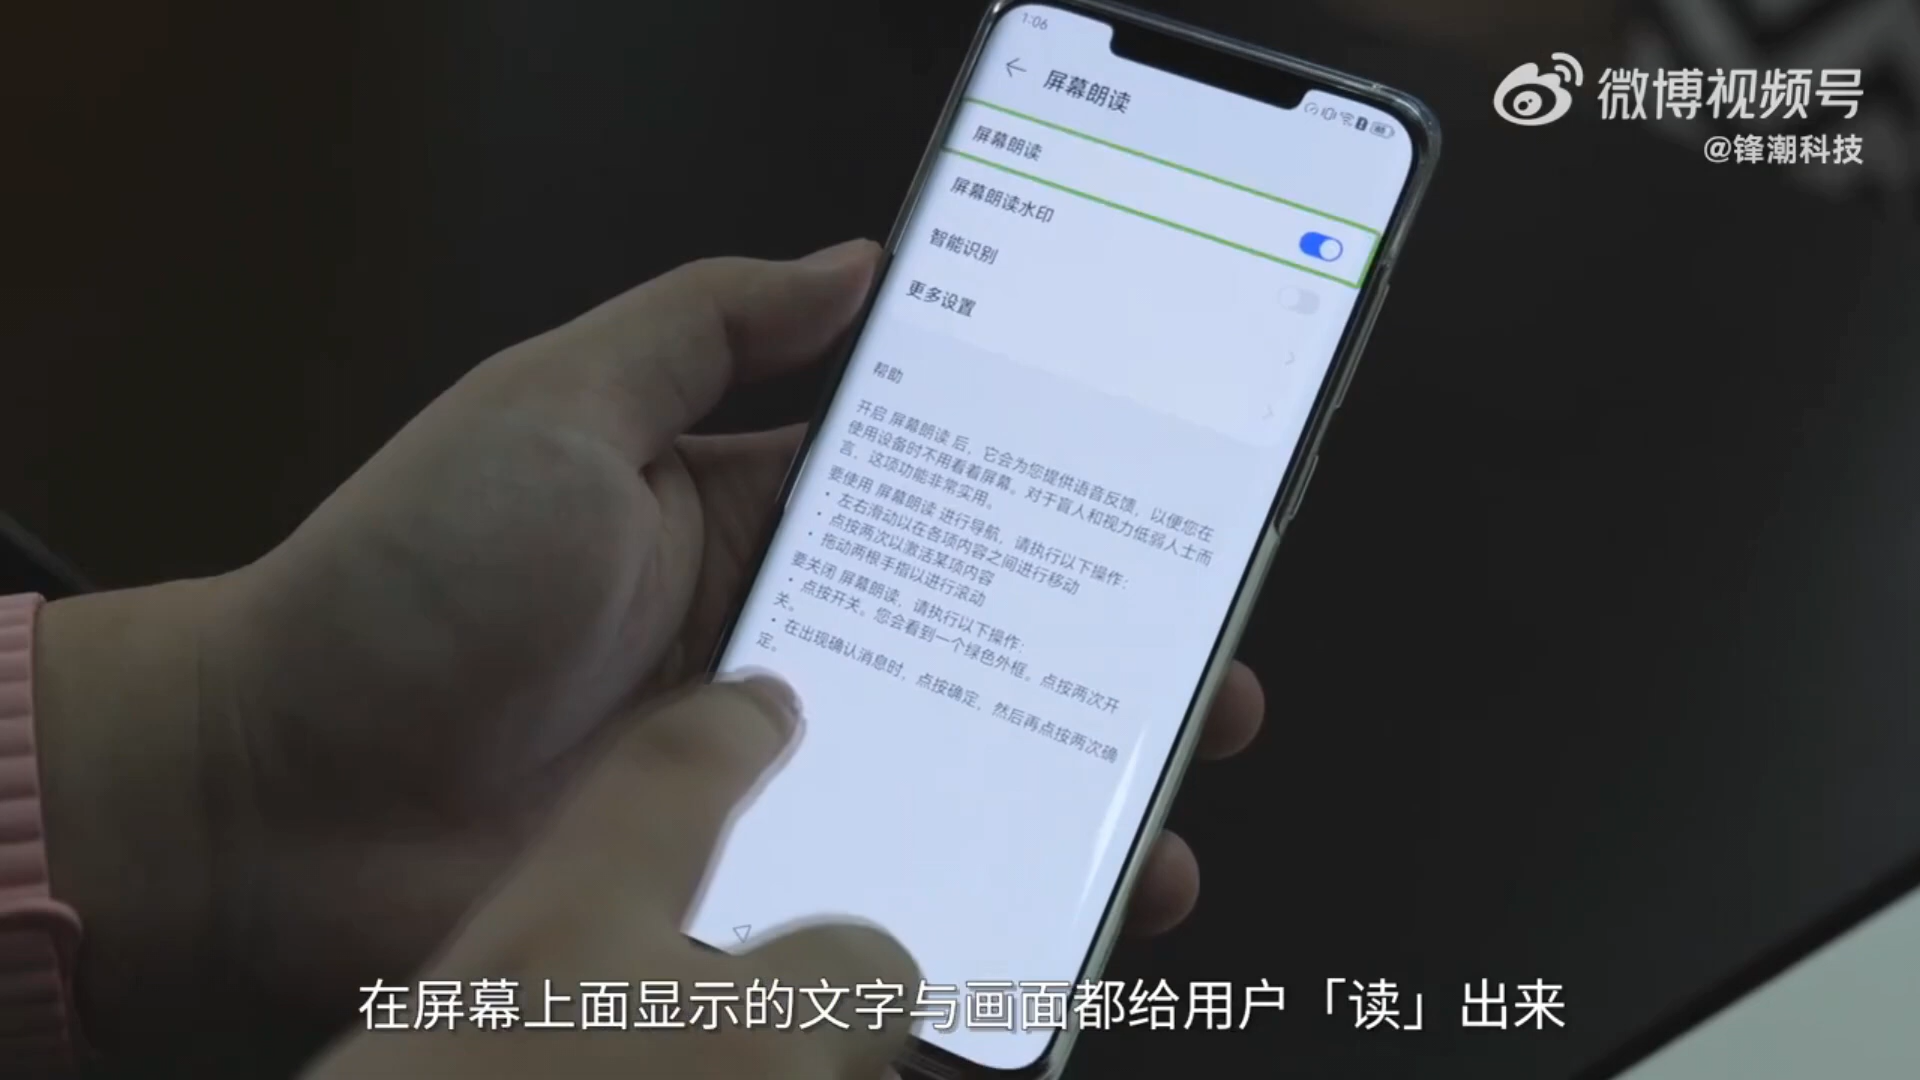 1:06
微博视频号
@锋潮科技
屏幕朗读
屏幕朗读
屏幕朗读水印
智能识别
更多设置
帮助
开启 屏幕朗读 后，它会为您提供语音反馈，以便您在
使用设备时不用看着屏幕。对于盲人和视力低弱人士而
言，这项功能非常实用。
要使用 屏幕朗读 进行导航，请执行以下操作：
• 左右滑动以在各项内容之间进行移动
• 点按两次以激活某项内容
• 拖动两根手指以进行滚动
要关闭 屏幕朗读，请执行以下操作：
• 点按开关。您会看到一个绿色外框。点按两次开
关。
• 在出现确认消息时，点按确定，然后再点按两次确
定。
在屏幕上面显示的文字与画面都给用户「读」出来